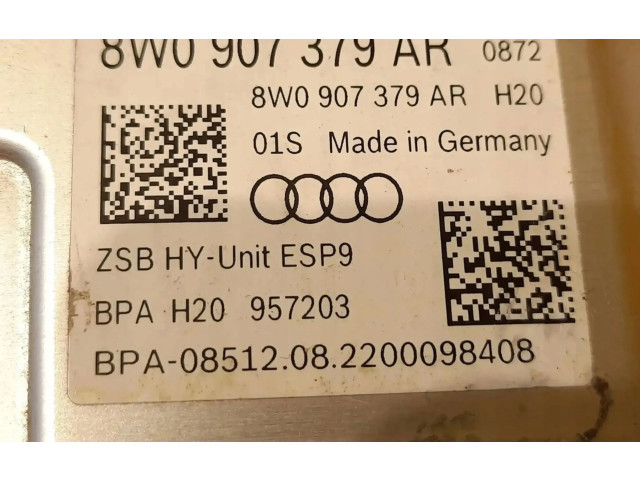 8W0 907 379 AR 0872
8W0 907 379 AR H20
01S Made in Germany
ZSB HY-Unit ESP9
BPA H20 957203
BPA-08512.08.2200098408